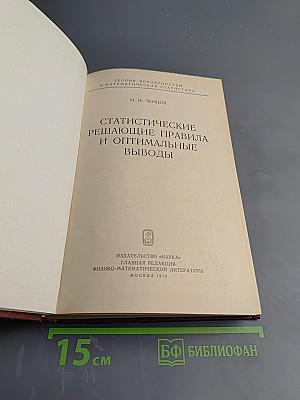 ТЕОРИЯ ВЕРОЯТНОСТЕЙ
И МАТЕМАТИЧЕСКАЯ СТАТИСТИКА
Н. Н. ЧЕНЦОВ
СТАТИСТИЧЕСКИЕ
РЕШАЮЩИЕ ПРАВИЛА
И ОПТИМАЛЬНЫЕ
ВЫВОДЫ
ИЗДАТЕЛЬСТВО «НАУКА»
ГЛАВНАЯ РЕДАКЦИЯ
ФИЗИКО-МАТЕМАТИЧЕСКОЙ ЛИТЕРАТУРЫ
МОСКВА 1972
15 см
БФ БИБЛИОФАН